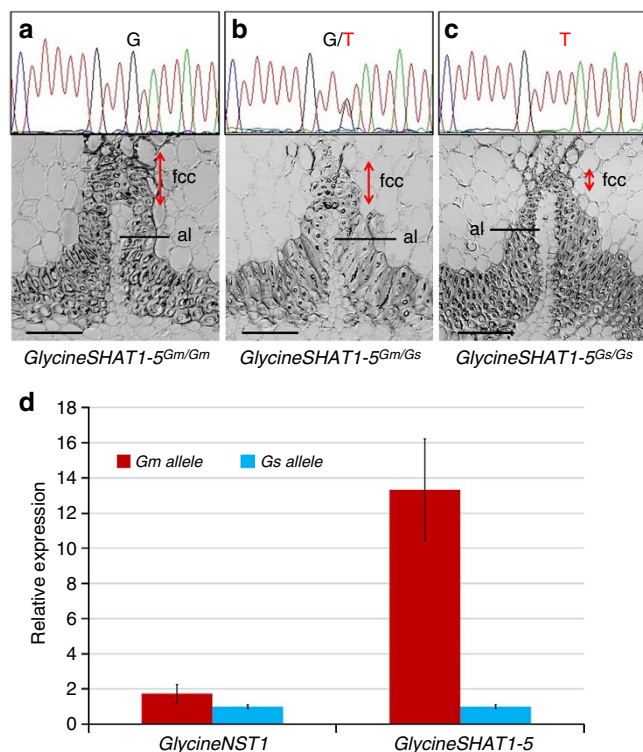 a
G
b
G/T
c
T
fcc
al
fcc
al
fcc
al
GlycineSHAT1-5Gm/Gm
GlycineSHAT1-5Gm/Gs
GlycineSHAT1-5Gs/Gs
d
18
16
14
12
10
8
6
4
2
0
Relative expression
Gm allele
Gs allele
GlycineNST1
GlycineSHAT1-5